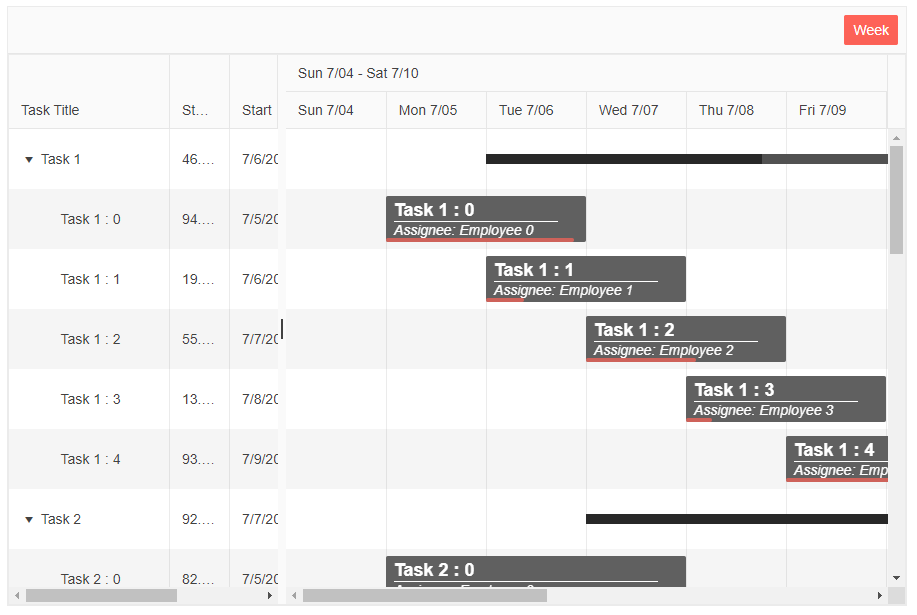 Week
Sun 7/04 - Sat 7/10
Task Title St… Start Sun 7/04 Mon 7/05 Tue 7/06 Wed 7/07 Thu 7/08 Fri 7/09
Task 1 46.… 7/6/20
Task 1 : 0 94.… 7/5/20 Task 1 : 0
Assignee: Employee 0
Task 1 : 1 19.… 7/6/20 Task 1 : 1
Assignee: Employee 1
Task 1 : 2 55.… 7/7/20 Task 1 : 2
Assignee: Employee 2
Task 1 : 3 13.… 7/8/20 Task 1 : 3
Assignee: Employee 3
Task 1 : 4 93.… 7/9/20 Task 1 : 4
Assignee: Emp
Task 2 92.… 7/7/20
Task 2 : 0 82.… 7/5/20 Task 2 : 0